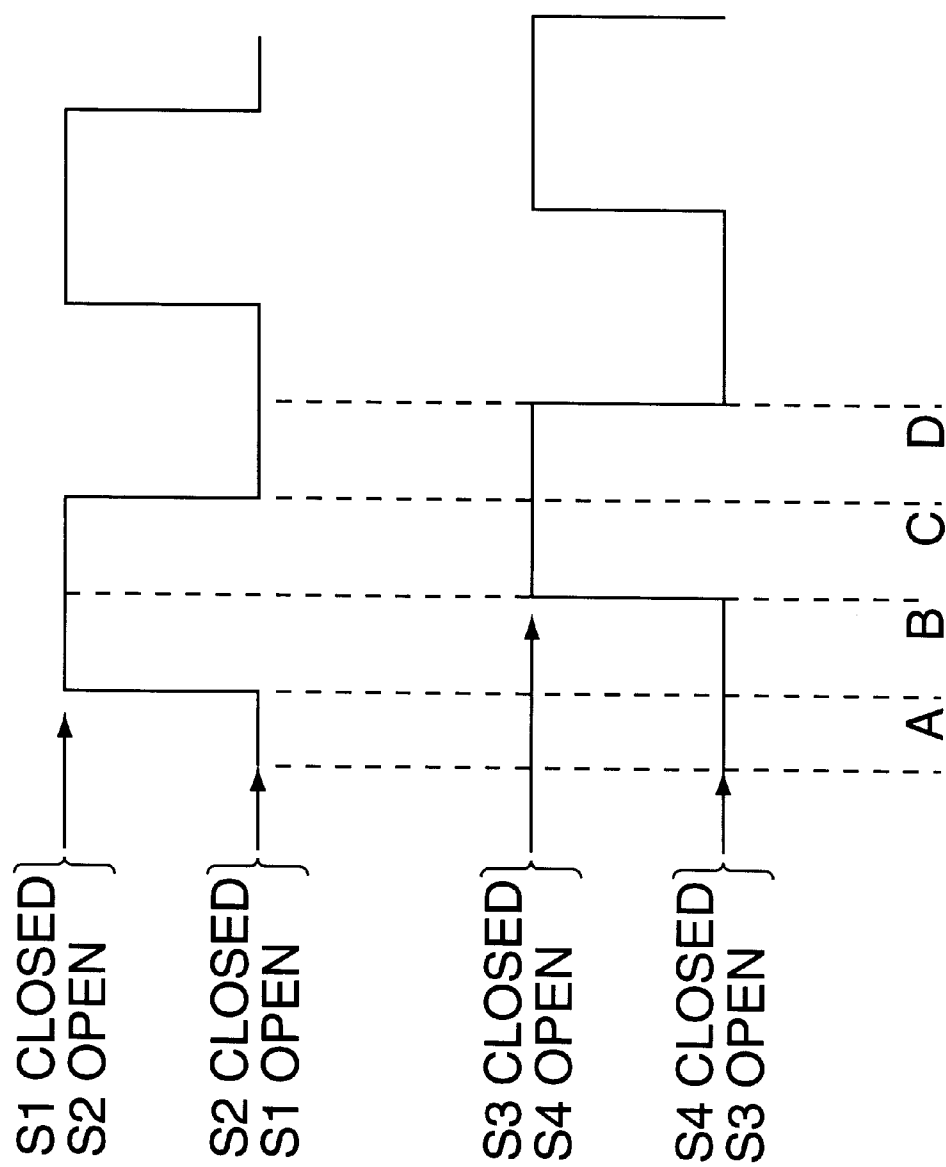 S1 CLOSED
S2 OPEN
S2 CLOSED
S1 OPEN
S3 CLOSED
S4 OPEN
S4 CLOSED
S3 OPEN
A B C D